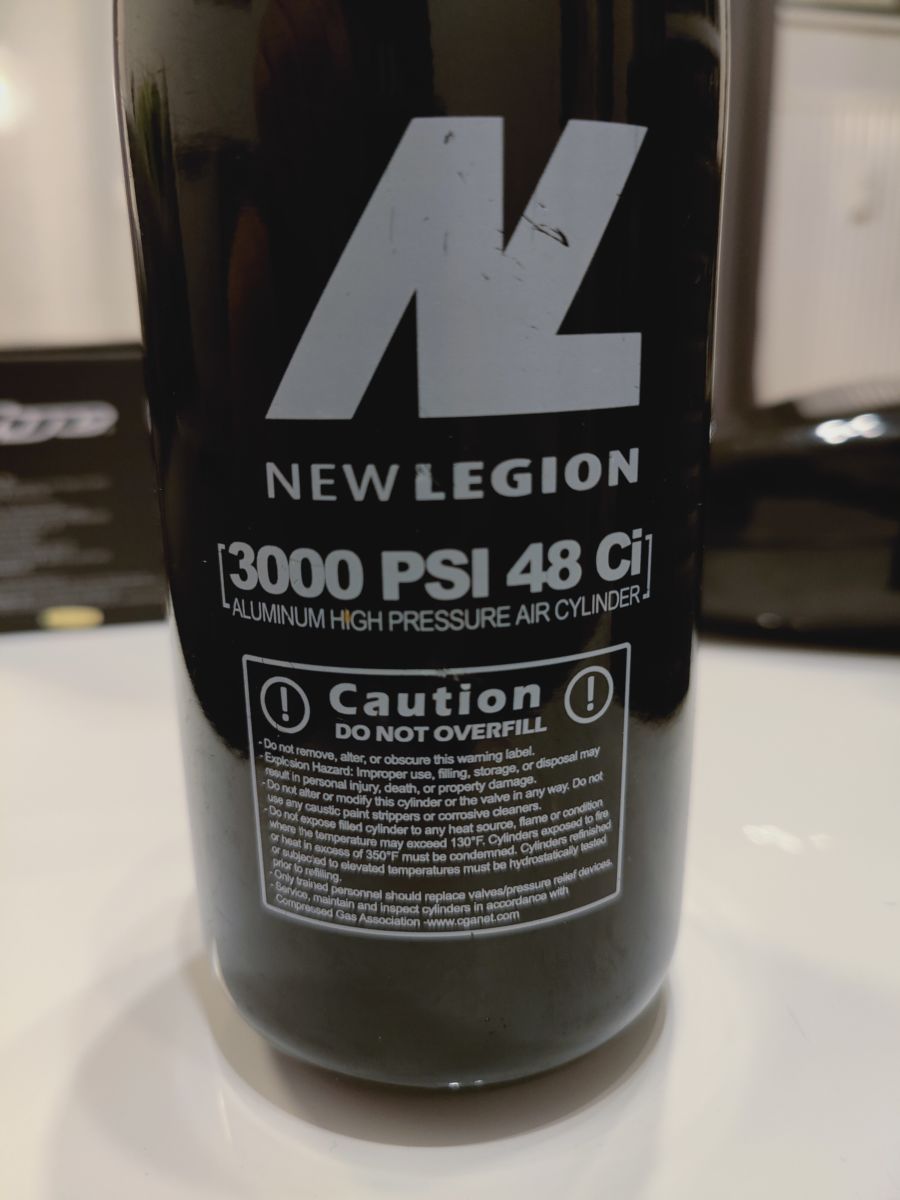 NL
NEW LEGION
[3000 PSI 48 Ci]
ALUMINUM HIGH PRESSURE AIR CYLINDER
! Caution !
DO NOT OVERFILL
- Do not remove, alter, or obscure this warning label.
- Explosion Hazard: Improper use, filling, storage, or disposal may
result in personal injury, death, or property damage.
- Do not alter or modify this cylinder or the valve in any way. Do not
use any caustic paint strippers or corrosive cleaners.
- Do not expose filled cylinder to any heat source, flame or condition
where the temperature may exceed 130°F. Cylinders exposed to fire
or heat in excess of 350°F must be condemned. Cylinders refinished
or subjected to elevated temperatures must be hydrostatically tested
prior to refilling.
- Only trained personnel should replace valves/pressure relief devices.
- Service, maintain and inspect cylinders in accordance with
Compressed Gas Association -www.cganet.com